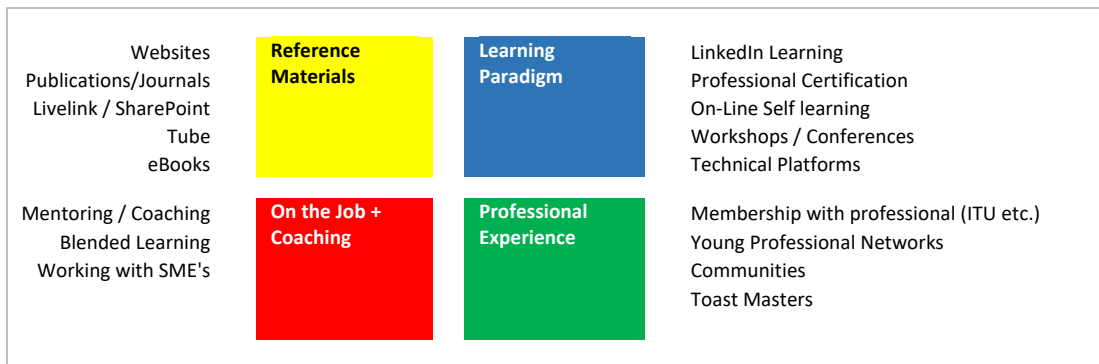 Websites
Publications/Journals
Livelink / SharePoint
Tube
eBooks
Reference
Materials
Learning
Paradigm
LinkedIn Learning
Professional Certification
On-Line Self learning
Workshops / Conferences
Technical Platforms
Mentoring / Coaching
Blended Learning
Working with SME's
On the Job +
Coaching
Professional
Experience
Membership with professional (ITU etc.)
Young Professional Networks
Communities
Toast Masters